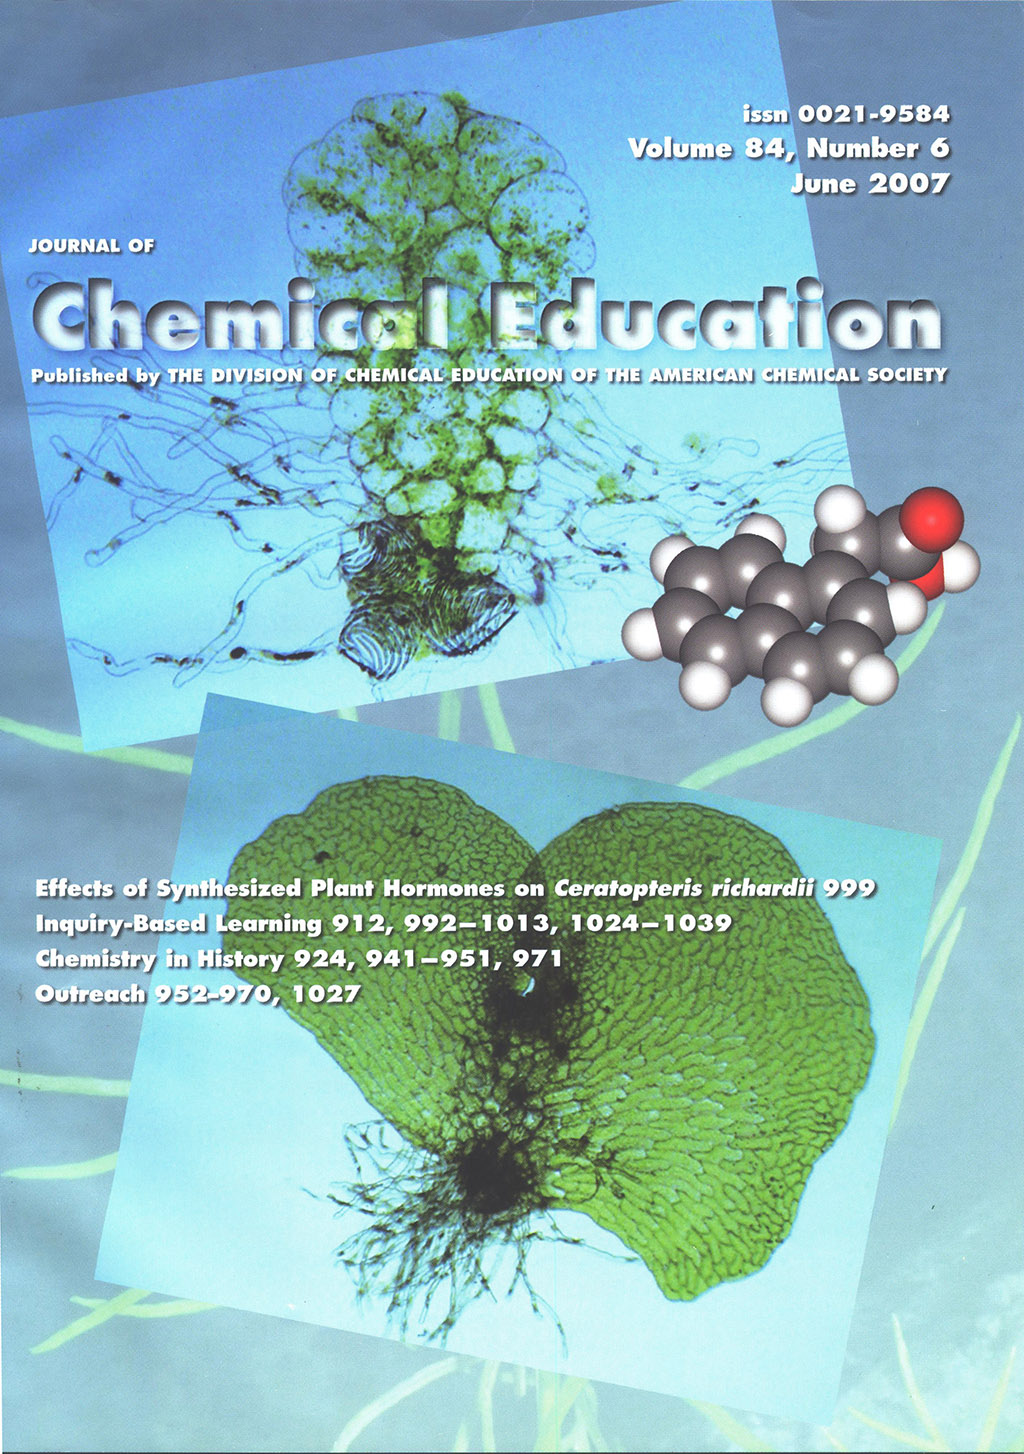 issn 0021-9584
Volume 84, Number 6
June 2007
JOURNAL OF
Chemical Education
Published by THE DIVISION OF CHEMICAL EDUCATION OF THE AMERICAN CHEMICAL SOCIETY
Effects of Synthesized Plant Hormones on Ceratopteris richardii 999
Inquiry-Based Learning 912, 992–1013, 1024–1039
Chemistry in History 924, 941–951, 971
Outreach 952–970, 1027